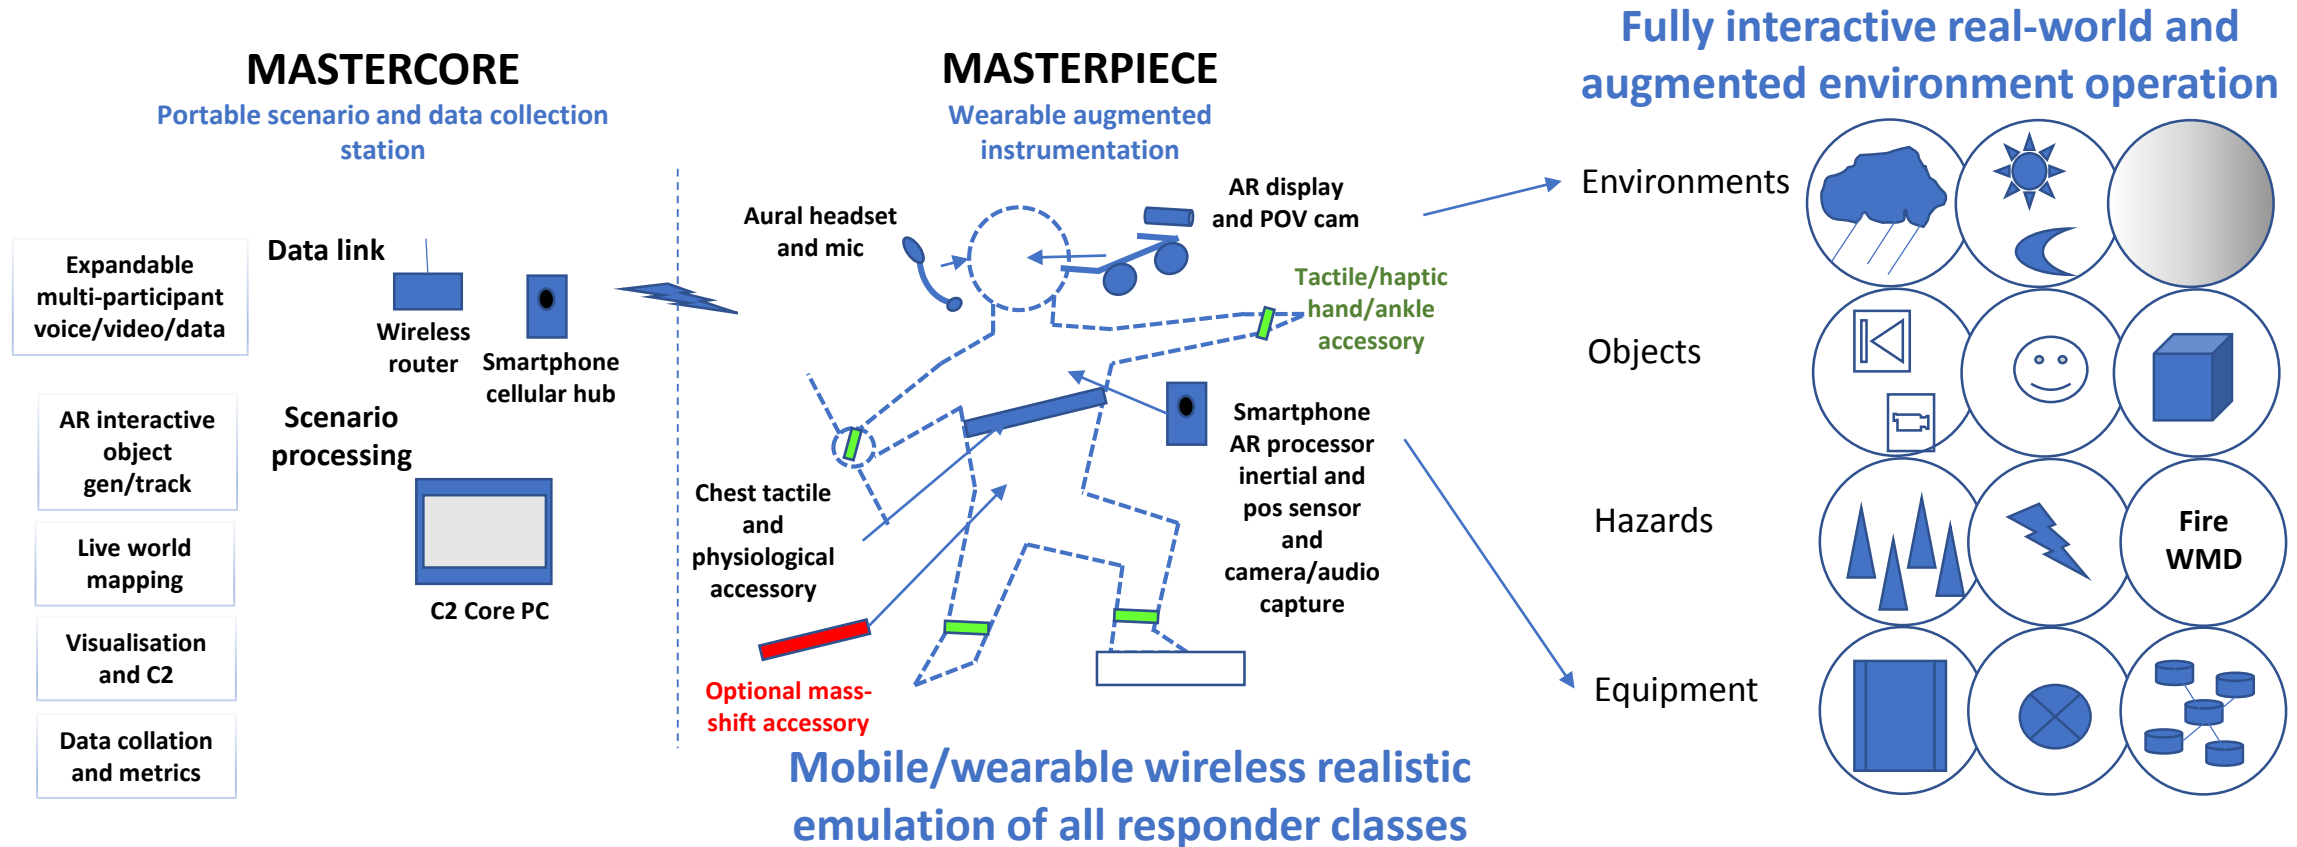 MASTERCORE
Portable scenario and data collection
station
Expandable
multi-participant
voice/video/data
AR interactive
object
gen/track
Live world
mapping
Visualisation
and C2
Data collation
and metrics
Data link
Wireless
router
Smartphone
cellular hub
Scenario
processing
C2 Core PC
MASTERPIECE
Wearable augmented
instrumentation
Aural headset
and mic
AR display
and POV cam
Tactile/haptic
hand/ankle
accessory
Smartphone
AR processor
inertial and
pos sensor
and
camera/audio
capture
Chest tactile
and
physiological
accessory
Optional mass-
shift accessory
Mobile/wearable wireless realistic
emulation of all responder classes
Fully interactive real-world and
augmented environment operation
Environments
Objects
Hazards
Fire
WMD
Equipment